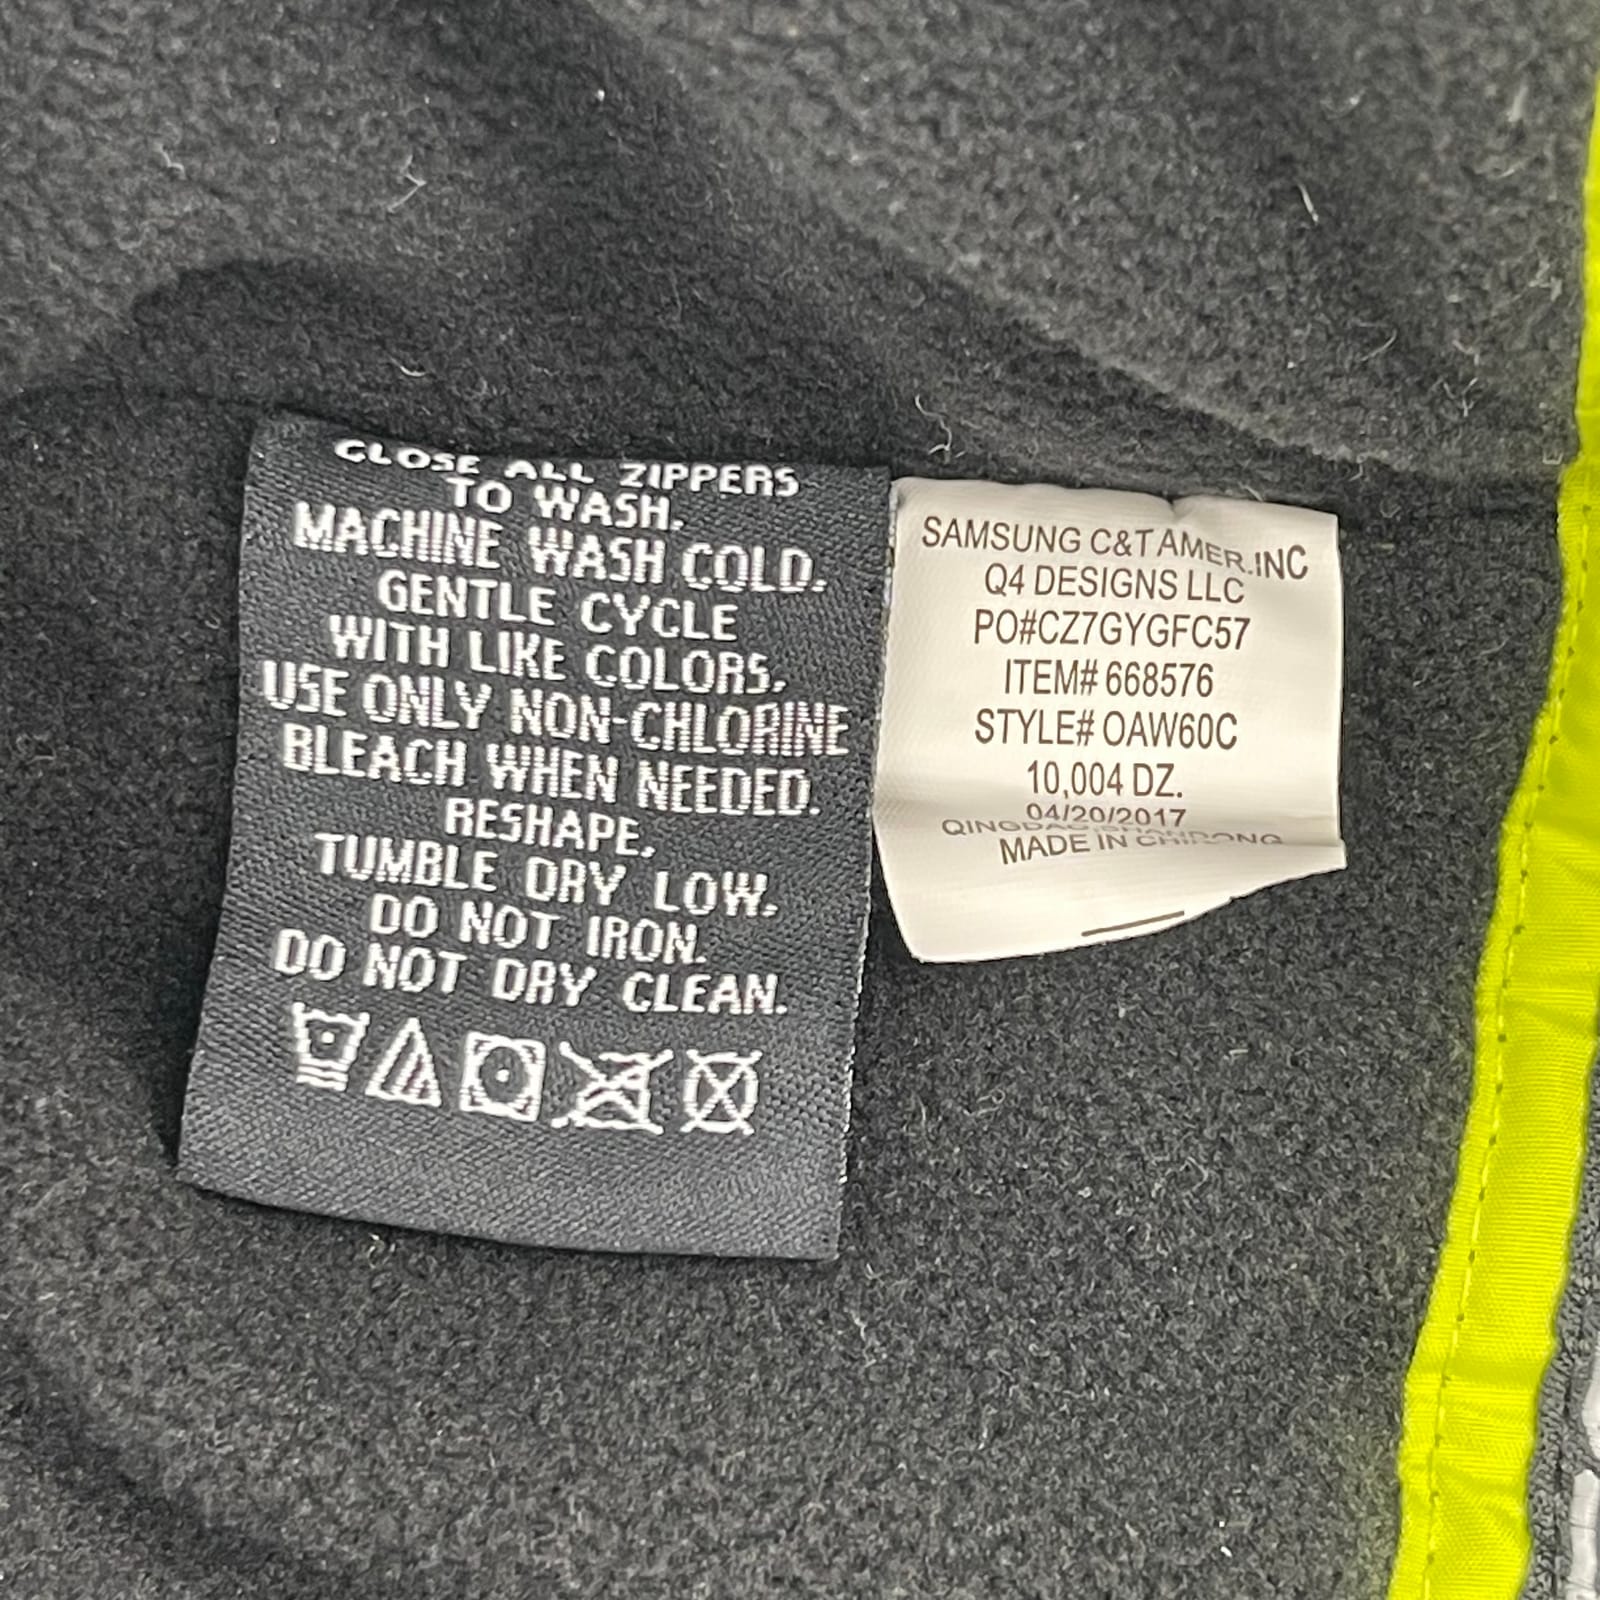 CLOSE ALL ZIPPERS
TO WASH.
MACHINE WASH COLD.
GENTLE CYCLE
WITH LIKE COLORS.
USE ONLY NON-CHLORINE
BLEACH WHEN NEEDED.
RESHAPE.
TUMBLE DRY LOW.
DO NOT IRON.
DO NOT DRY CLEAN.
SAMSUNG C&T AMER.INC
Q4 DESIGNS LLC
PO#CZ7GYGFC57
ITEM# 668576
STYLE# OAW60C
10,004 DZ.
04/20/2017
QINGDAO,SHANDONG
MADE IN